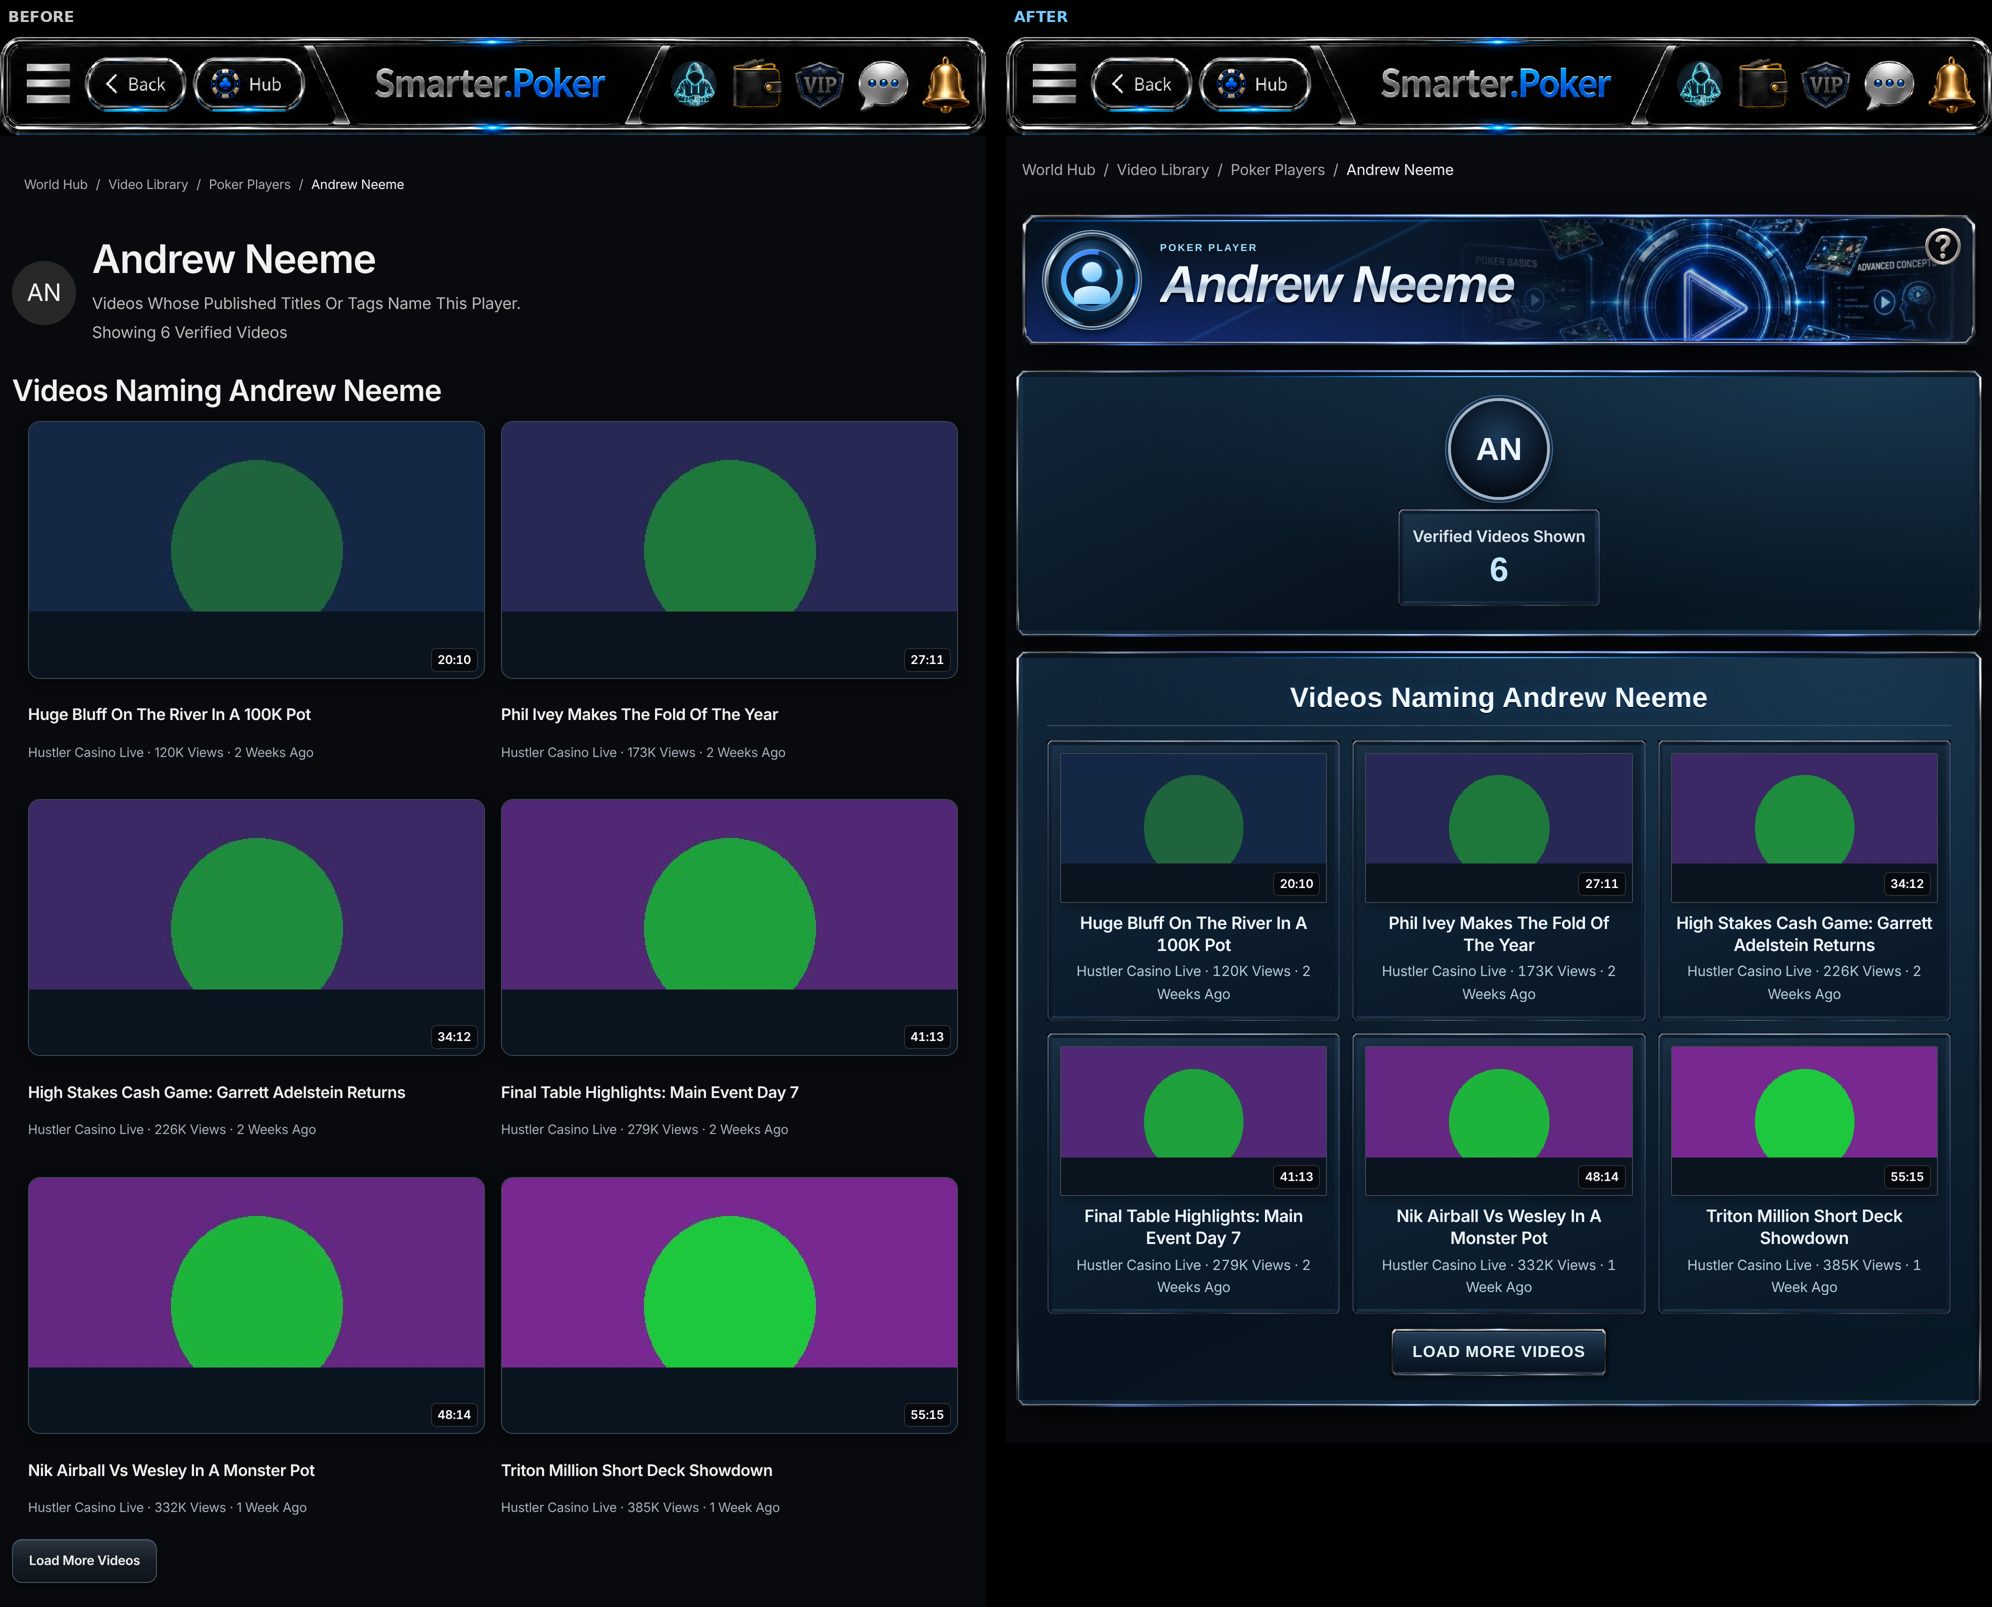 BEFORE
Back
Hub
Smarter.Poker
VIP
World Hub / Video Library / Poker Players / Andrew Neeme
AN
Andrew Neeme
Videos Whose Published Titles Or Tags Name This Player.
Showing 6 Verified Videos
Videos Naming Andrew Neeme
20:10
27:11
Huge Bluff On The River In A 100K Pot
Phil Ivey Makes The Fold Of The Year
Hustler Casino Live · 120K Views · 2 Weeks Ago
Hustler Casino Live · 173K Views · 2 Weeks Ago
34:12
41:13
High Stakes Cash Game: Garrett Adelstein Returns
Final Table Highlights: Main Event Day 7
Hustler Casino Live · 226K Views · 2 Weeks Ago
Hustler Casino Live · 279K Views · 2 Weeks Ago
48:14
55:15
Nik Airball Vs Wesley In A Monster Pot
Triton Million Short Deck Showdown
Hustler Casino Live · 332K Views · 1 Week Ago
Hustler Casino Live · 385K Views · 1 Week Ago
Load More Videos
AFTER
Back
Hub
Smarter.Poker
VIP
World Hub / Video Library / Poker Players / Andrew Neeme
POKER PLAYER
Andrew Neeme
POKER BASICS
ADVANCED CONCEPT
?
AN
Verified Videos Shown
6
Videos Naming Andrew Neeme
20:10
27:11
34:12
Huge Bluff On The River In A
100K Pot
Phil Ivey Makes The Fold Of
The Year
High Stakes Cash Game: Garrett
Adelstein Returns
Hustler Casino Live · 120K Views · 2
Weeks Ago
Hustler Casino Live · 173K Views · 2
Weeks Ago
Hustler Casino Live · 226K Views · 2
Weeks Ago
41:13
48:14
55:15
Final Table Highlights: Main
Event Day 7
Nik Airball Vs Wesley In A
Monster Pot
Triton Million Short Deck
Showdown
Hustler Casino Live · 279K Views · 2
Weeks Ago
Hustler Casino Live · 332K Views · 1
Week Ago
Hustler Casino Live · 385K Views · 1
Week Ago
LOAD MORE VIDEOS